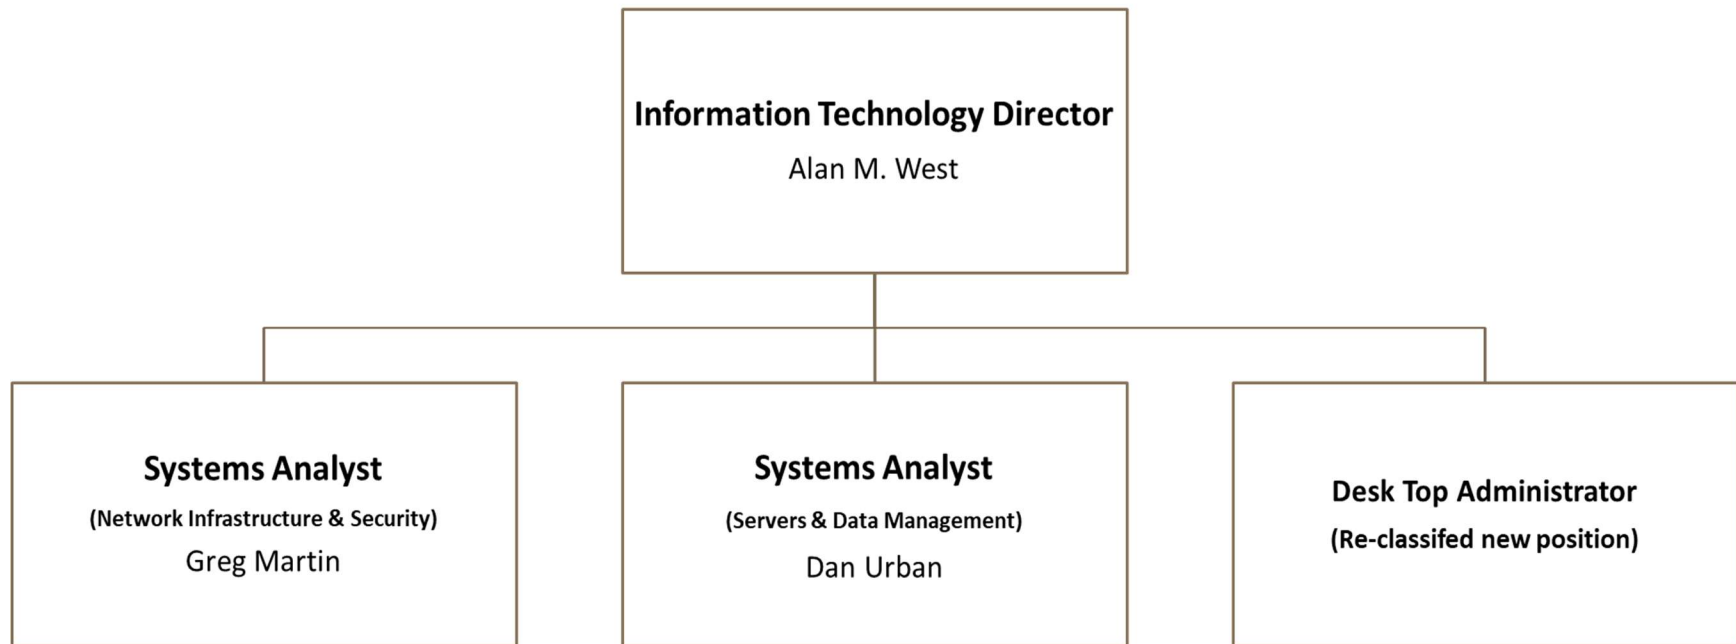 Information Technology Director
Alan M. West
Systems Analyst
(Network Infrastructure & Security)
Greg Martin
Systems Analyst
(Servers & Data Management)
Dan Urban
Desk Top Administrator
(Re-classifed new position)